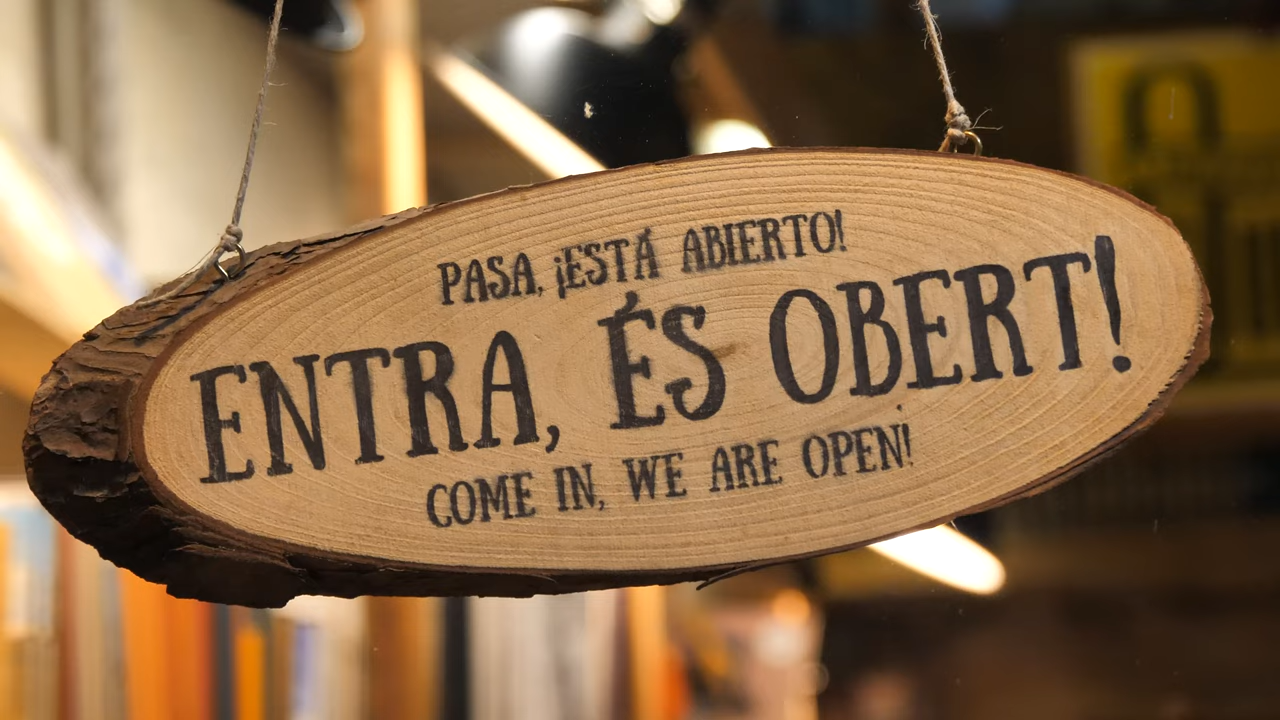 PASA, ¡ESTÁ ABIERTO!
ENTRA, ÉS OBERT!
COME IN, WE ARE OPEN!